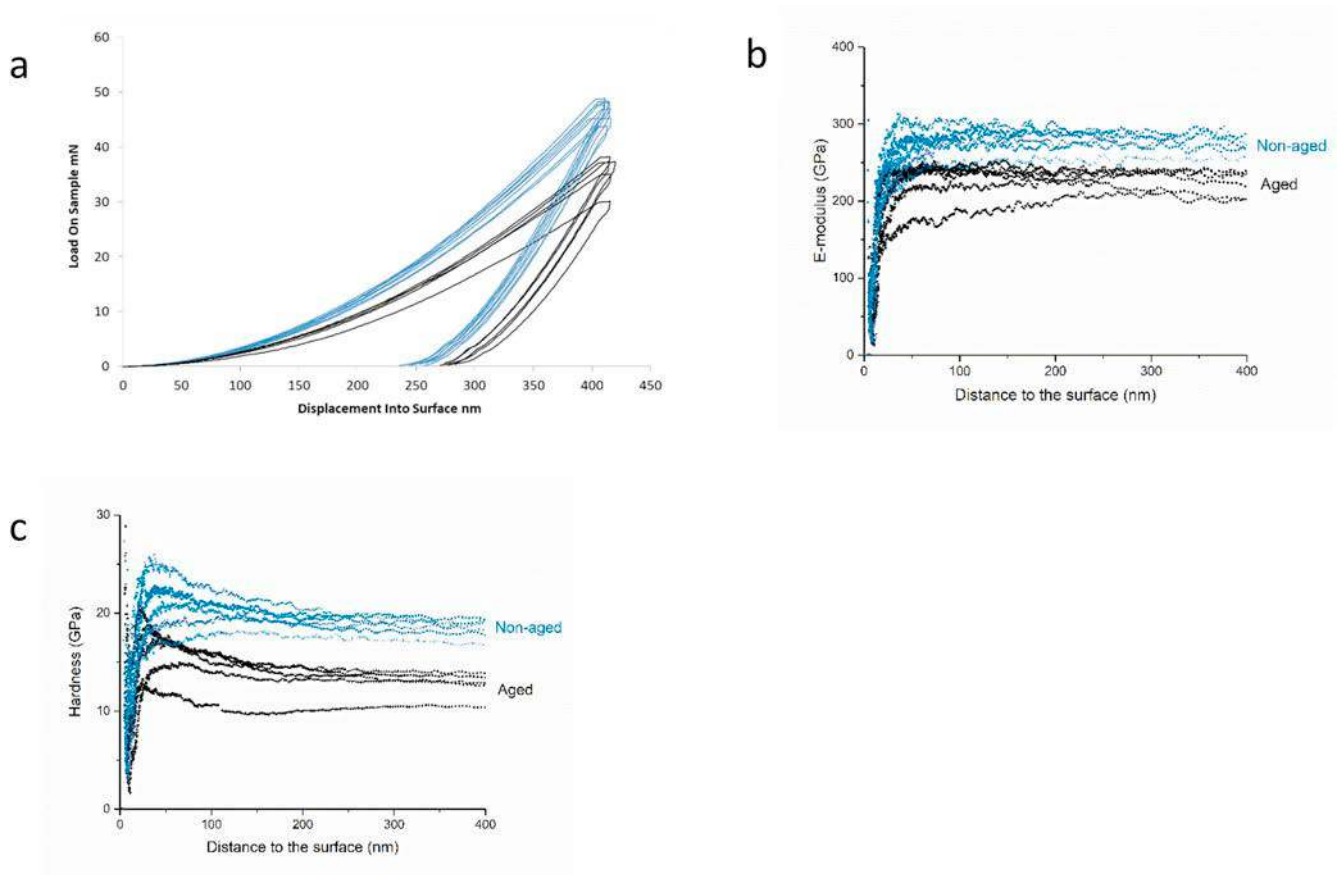 a
60
50
40
30
20
10
0
Load On Sample mN
0 50 100 150 200 250 300 350 400 450
Displacement Into Surface nm
b
400
300
200
100
0
E-modulus (GPa)
Non-aged
Aged
0 100 200 300 400
Distance to the surface (nm)
c
30
20
10
0
Hardness (GPa)
Non-aged
Aged
0 100 200 300 400
Distance to the surface (nm)